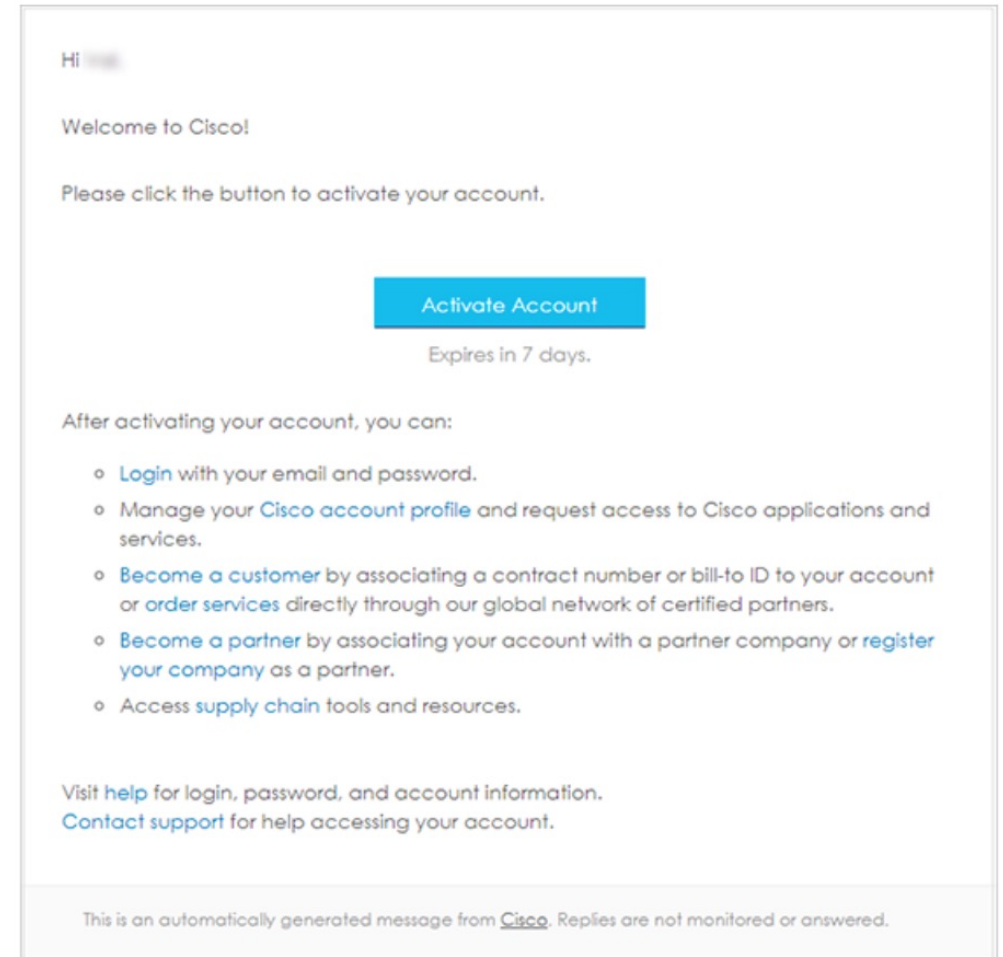 Hi
Welcome to Cisco!
Please click the button to activate your account.
Activate Account
Expires in 7 days.
After activating your account, you can:
Login with your email and password.
Manage your Cisco account profile and request access to Cisco applications and
services.
Become a customer by associating a contract number or bill-to ID to your account
or order services directly through our global network of certified partners.
Become a partner by associating your account with a partner company or register
your company as a partner.
Access supply chain tools and resources.
Visit help for login, password, and account information.
Contact support for help accessing your account.
This is an automatically generated message from Cisco. Replies are not monitored or answered.